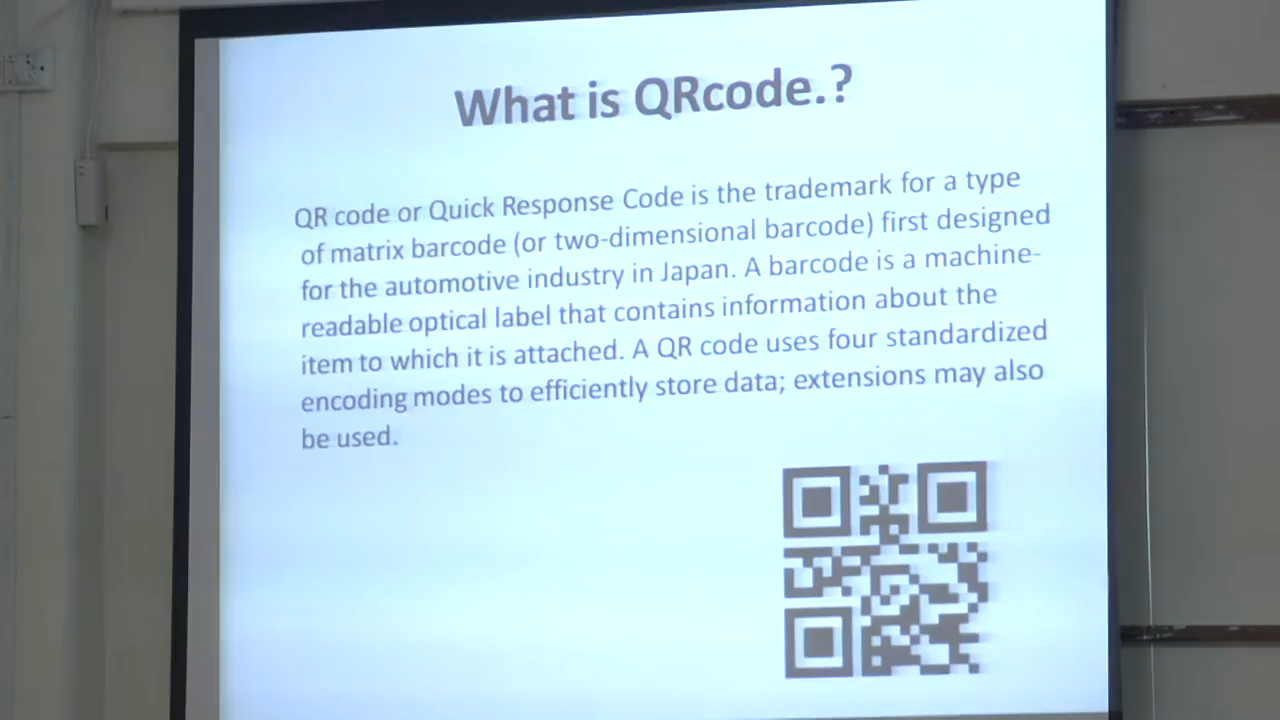 What is QRcode.?
QR code or Quick Response Code is the trademark for a type
of matrix barcode (or two-dimensional barcode) first designed
for the automotive industry in Japan. A barcode is a machine-
readable optical label that contains information about the
item to which it is attached. A QR code uses four standardized
encoding modes to efficiently store data; extensions may also
be used.